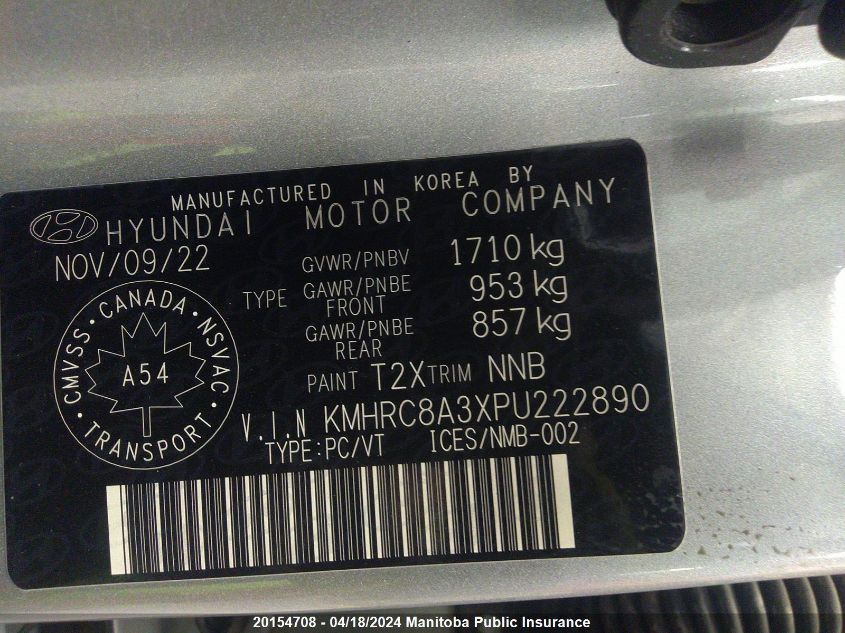 MANUFACTURED IN KOREA BY
HYUNDAI MOTOR COMPANY
NOV/09/22
GVWR/PNBV 1710 kg
TYPE GAWR/PNBE FRONT 953 kg
GAWR/PNBE REAR 857 kg
PAINT T2X TRIM NNB
CMVSS · CANADA · NSVAC · TRANSPORT ·
A54
V.I.N KMHRC8A3XPU222890
TYPE:PC/VT ICES/NMB-002
20154708 - 04/18/2024 Manitoba Public Insurance